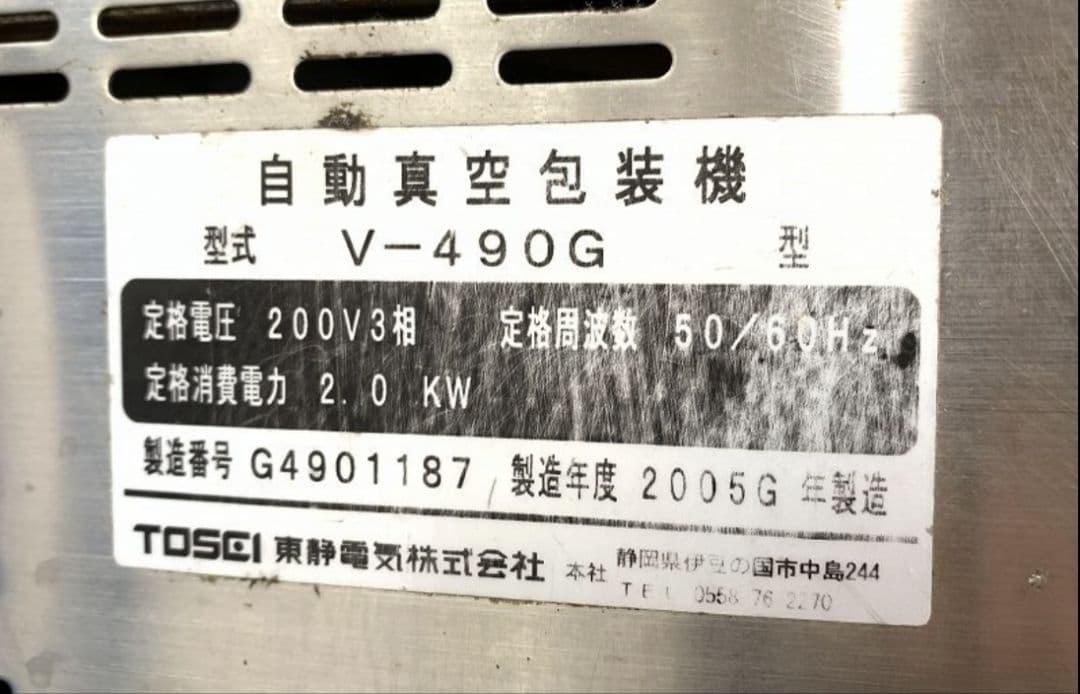 自動真空包装機
型式 V-490G 型
定格電圧 200V3相 定格周波数 50/60Hz
定格消費電力 2.0 KW
製造番号 G4901187 製造年度 2005G 年製造
TOSEI 東静電気株式会社 本社 静岡県伊豆の国市中島244
TEL 0558 76 2270